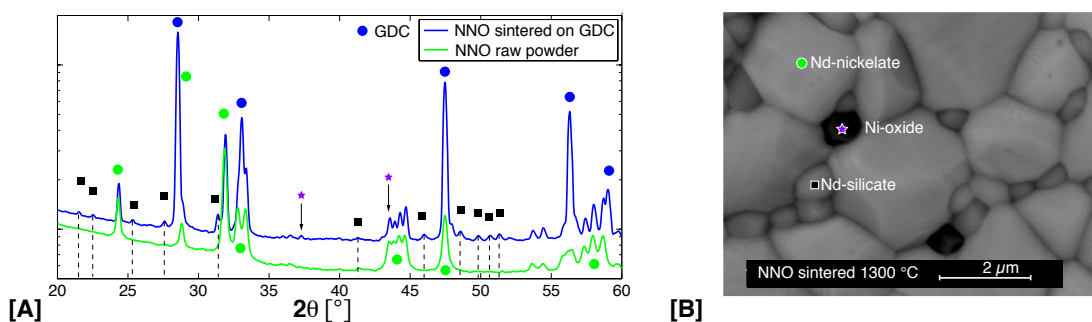 GDC
NNO sintered on GDC
NNO raw powder
20 25 30 35 40 45 50 55 60
2θ [°]
[A]
Nd-nickelate
Ni-oxide
Nd-silicate
NNO sintered 1300 °C
2 µm
[B]